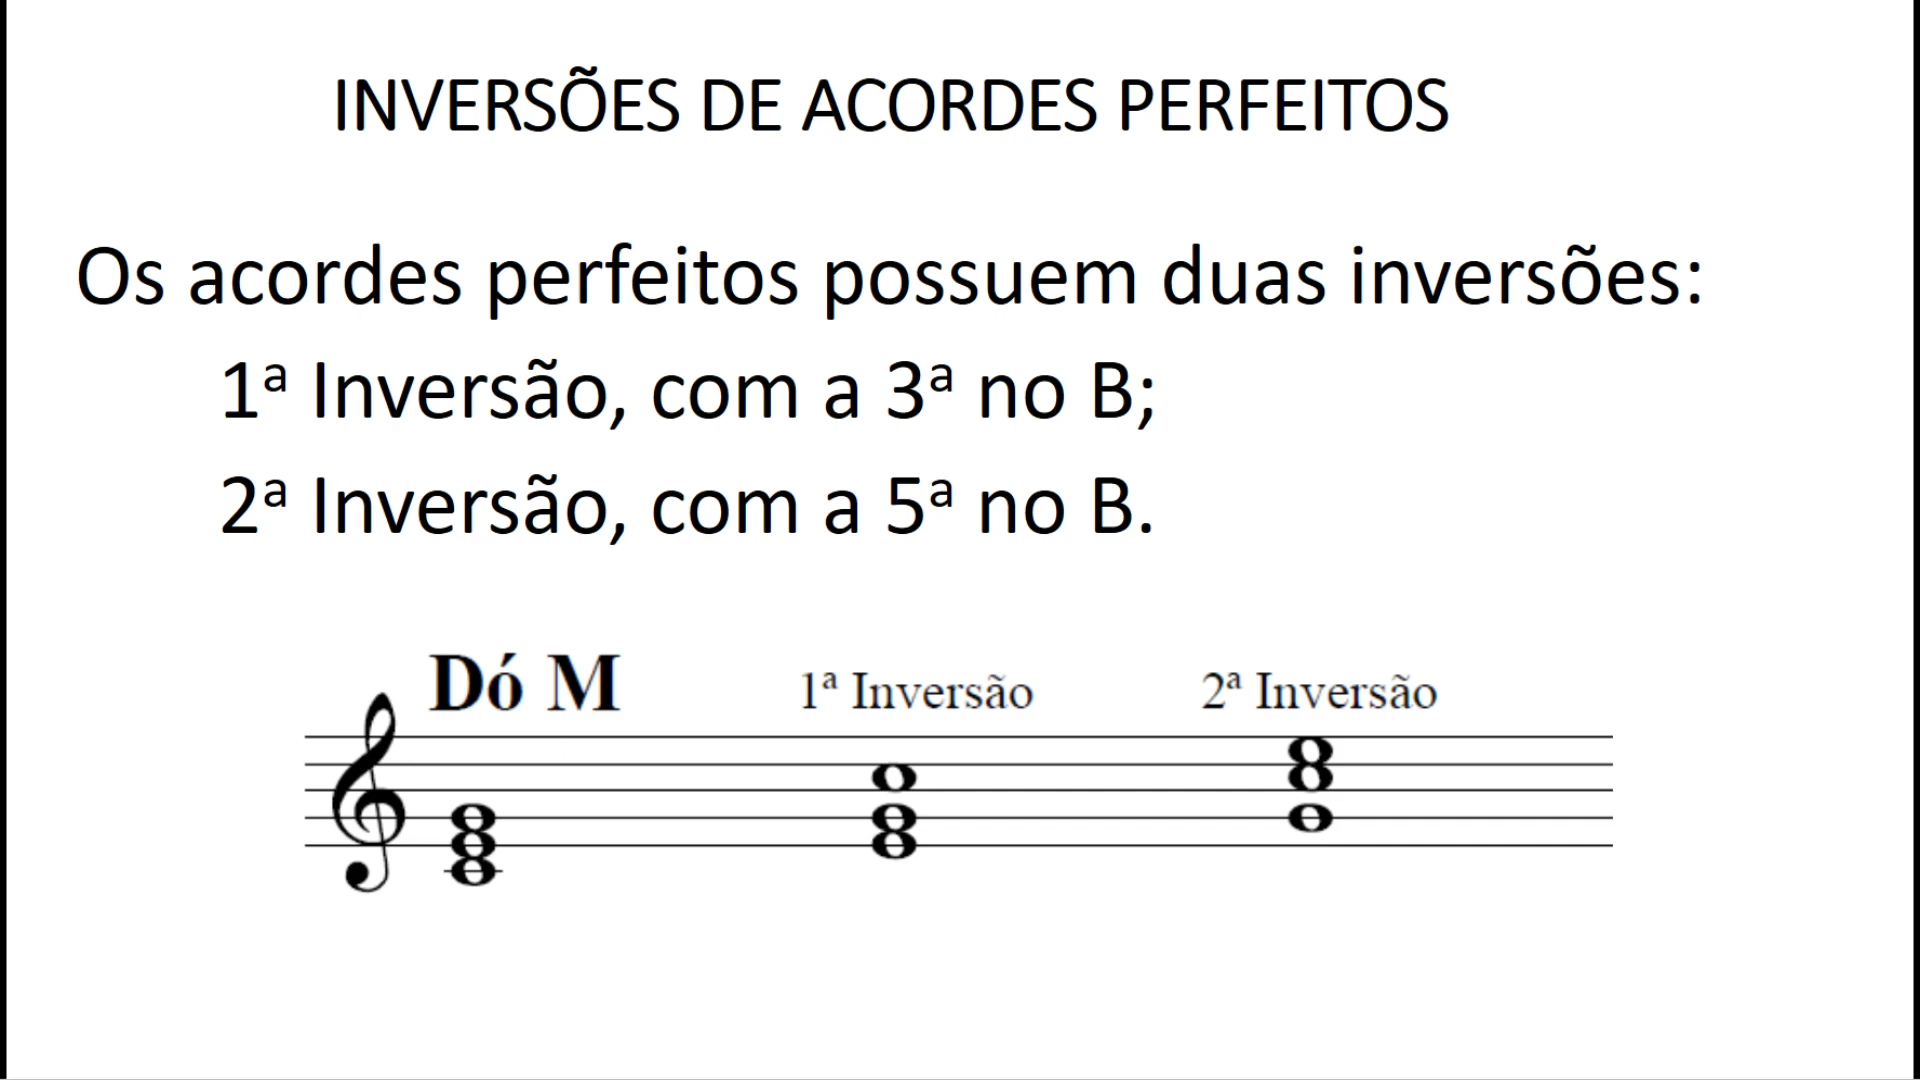 INVERSÕES DE ACORDES PERFEITOS
Os acordes perfeitos possuem duas inversões:
1ª Inversão, com a 3ª no B;
2ª Inversão, com a 5ª no B.
Dó M 1ª Inversão 2ª Inversão